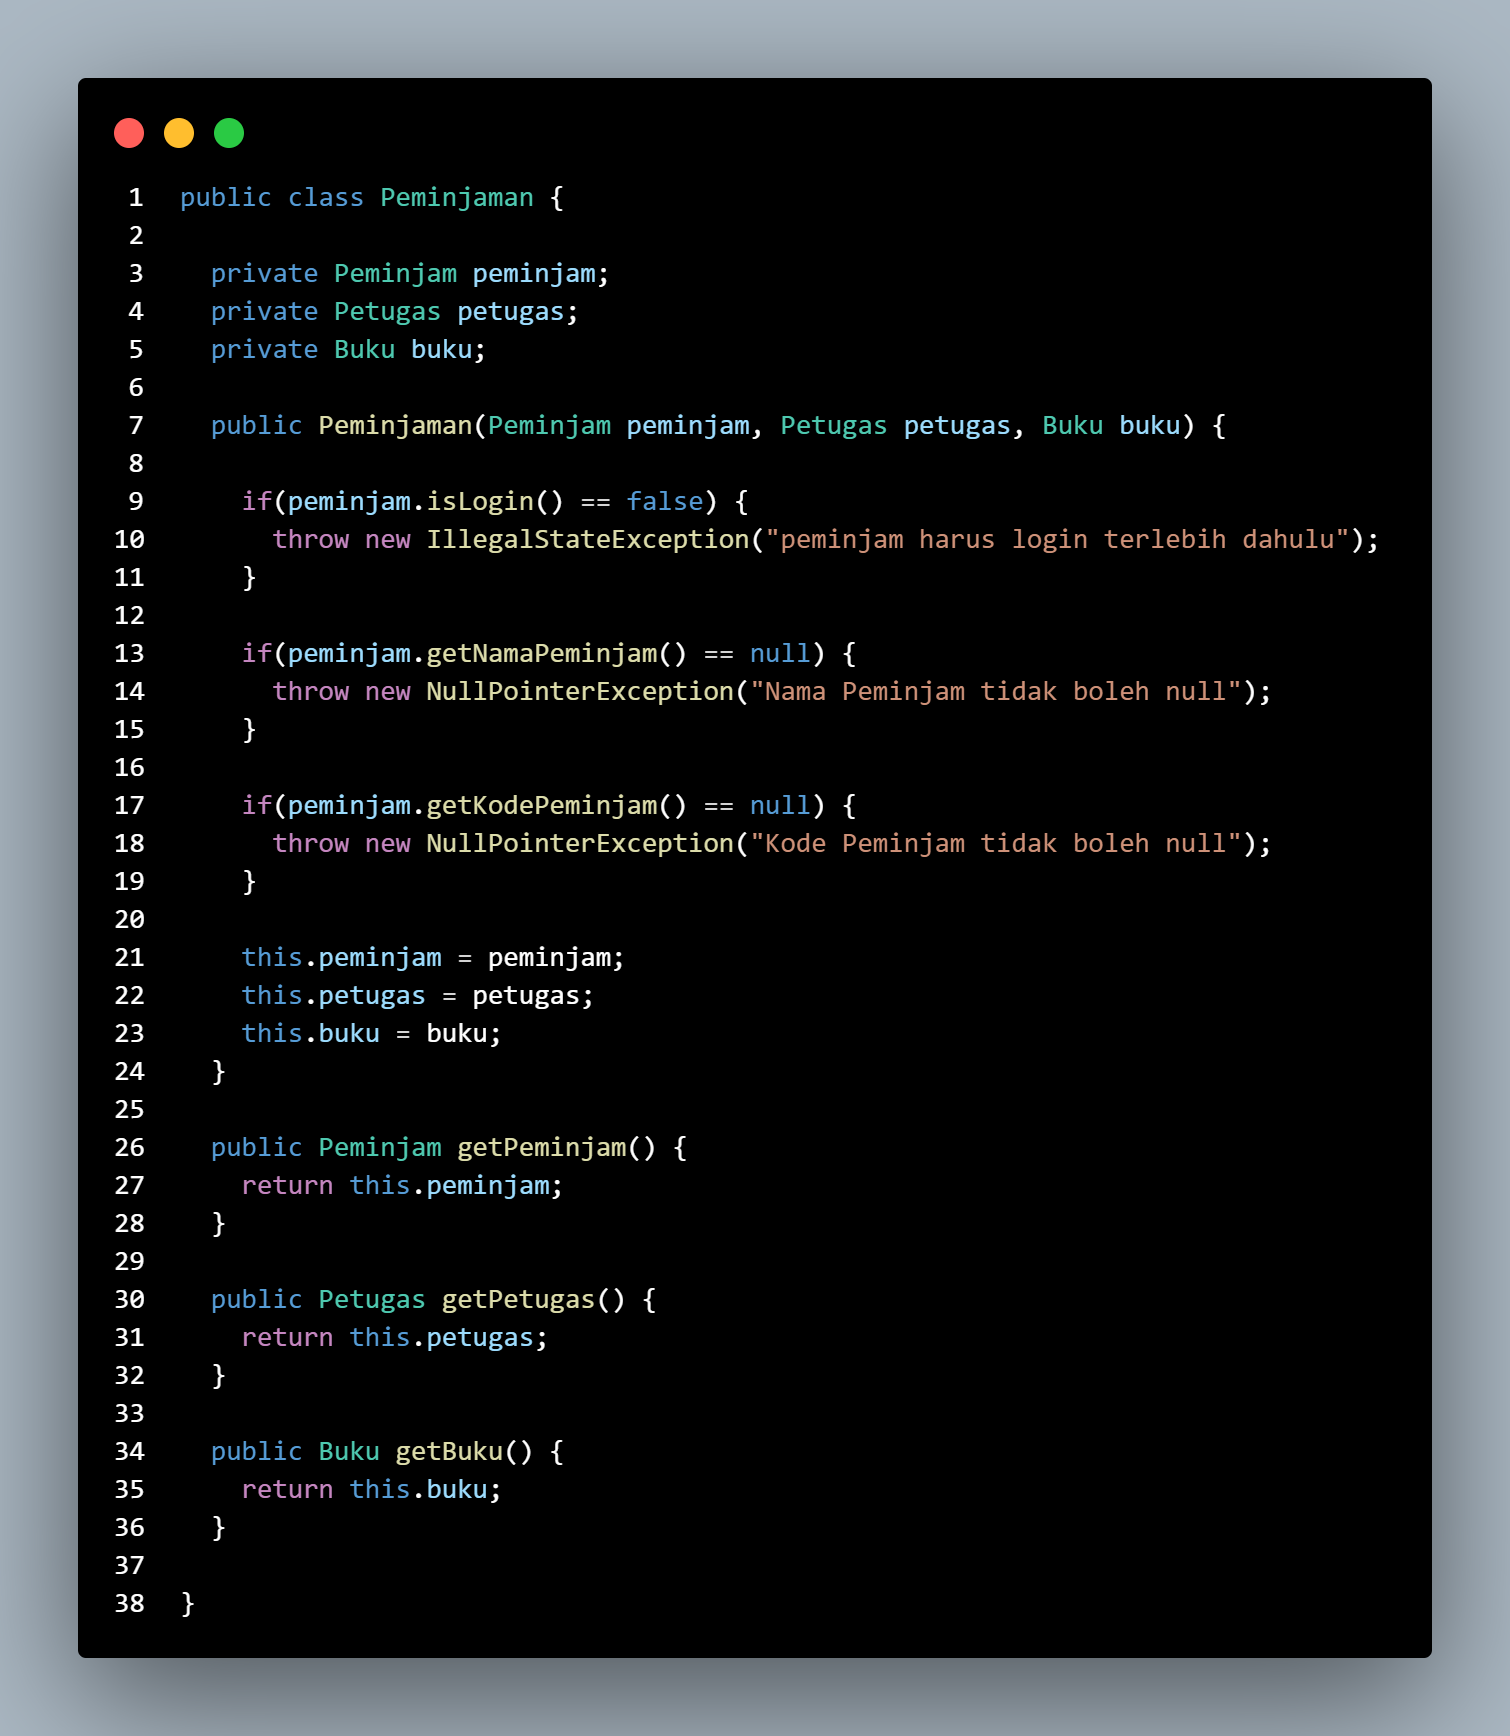 1 public class Peminjaman {
2
3   private Peminjam peminjam;
4   private Petugas petugas;
5   private Buku buku;
6
7   public Peminjaman(Peminjam peminjam, Petugas petugas, Buku buku) {
8
9     if(peminjam.isLogin() == false) {
10       throw new IllegalStateException("peminjam harus login terlebih dahulu");
11     }
12
13     if(peminjam.getNamaPeminjam() == null) {
14       throw new NullPointerException("Nama Peminjam tidak boleh null");
15     }
16
17     if(peminjam.getKodePeminjam() == null) {
18       throw new NullPointerException("Kode Peminjam tidak boleh null");
19     }
20
21     this.peminjam = peminjam;
22     this.petugas = petugas;
23     this.buku = buku;
24   }
25
26   public Peminjam getPeminjam() {
27     return this.peminjam;
28   }
29
30   public Petugas getPetugas() {
31     return this.petugas;
32   }
33
34   public Buku getBuku() {
35     return this.buku;
36   }
37
38 }